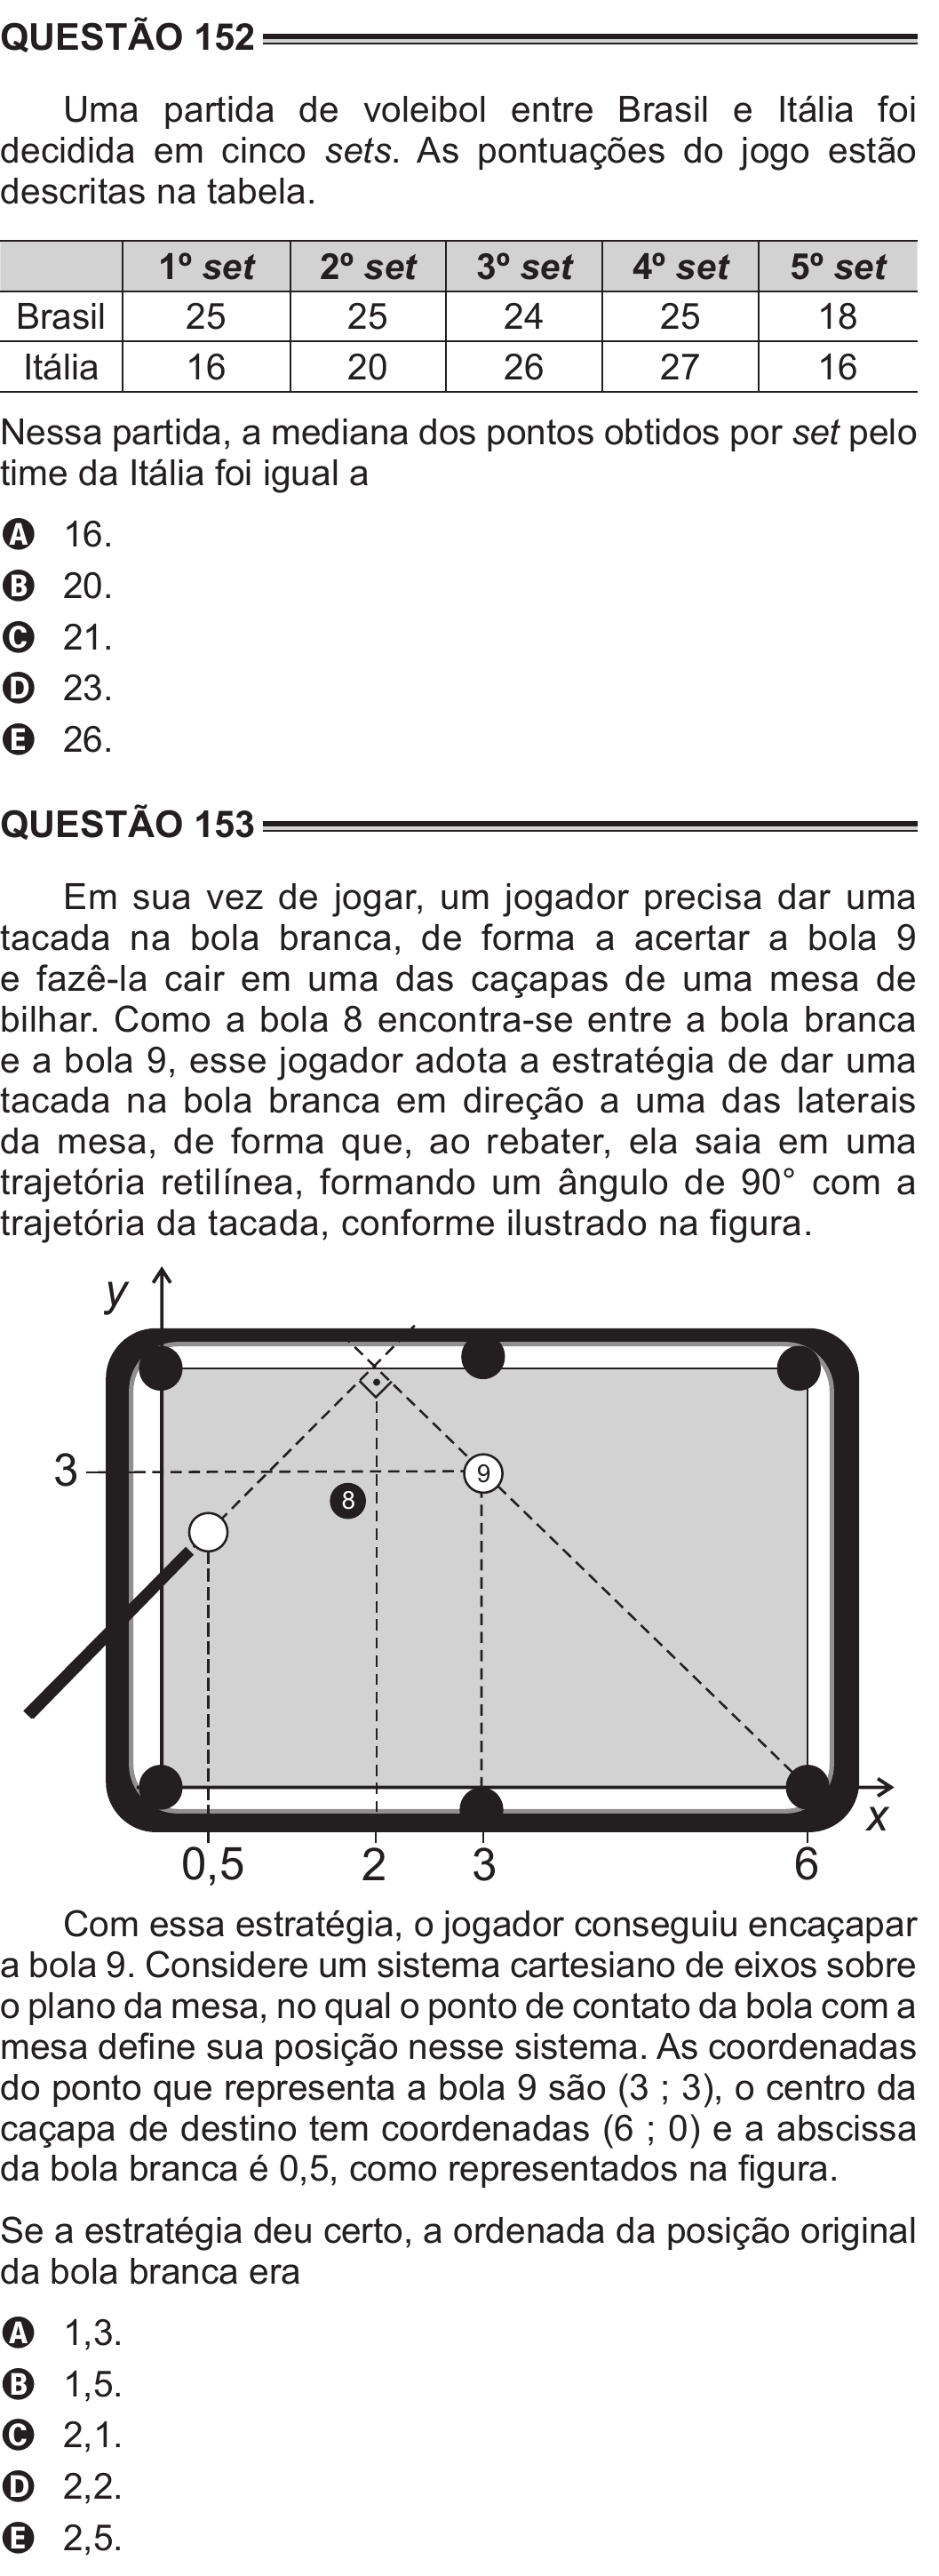 QUESTÃO 152
Uma partida de voleibol entre Brasil e Itália foi
decidida em cinco sets. As pontuações do jogo estão
descritas na tabela.
1º set 2º set 3º set 4º set 5º set
Brasil 25 25 24 25 18
Itália 16 20 26 27 16
Nessa partida, a mediana dos pontos obtidos por set pelo
time da Itália foi igual a
A 16.
B 20.
C 21.
D 23.
E 26.
QUESTÃO 153
Em sua vez de jogar, um jogador precisa dar uma
tacada na bola branca, de forma a acertar a bola 9
e fazê-la cair em uma das caçapas de uma mesa de
bilhar. Como a bola 8 encontra-se entre a bola branca
e a bola 9, esse jogador adota a estratégia de dar uma
tacada na bola branca em direção a uma das laterais
da mesa, de forma que, ao rebater, ela saia em uma
trajetória retilínea, formando um ângulo de 90° com a
trajetória da tacada, conforme ilustrado na figura.
y
3
9
8
x
0,5 2 3 6
Com essa estratégia, o jogador conseguiu encaçapar
a bola 9. Considere um sistema cartesiano de eixos sobre
o plano da mesa, no qual o ponto de contato da bola com a
mesa define sua posição nesse sistema. As coordenadas
do ponto que representa a bola 9 são (3 ; 3), o centro da
caçapa de destino tem coordenadas (6 ; 0) e a abscissa
da bola branca é 0,5, como representados na figura.
Se a estratégia deu certo, a ordenada da posição original
da bola branca era
A 1,3.
B 1,5.
C 2,1.
D 2,2.
E 2,5.